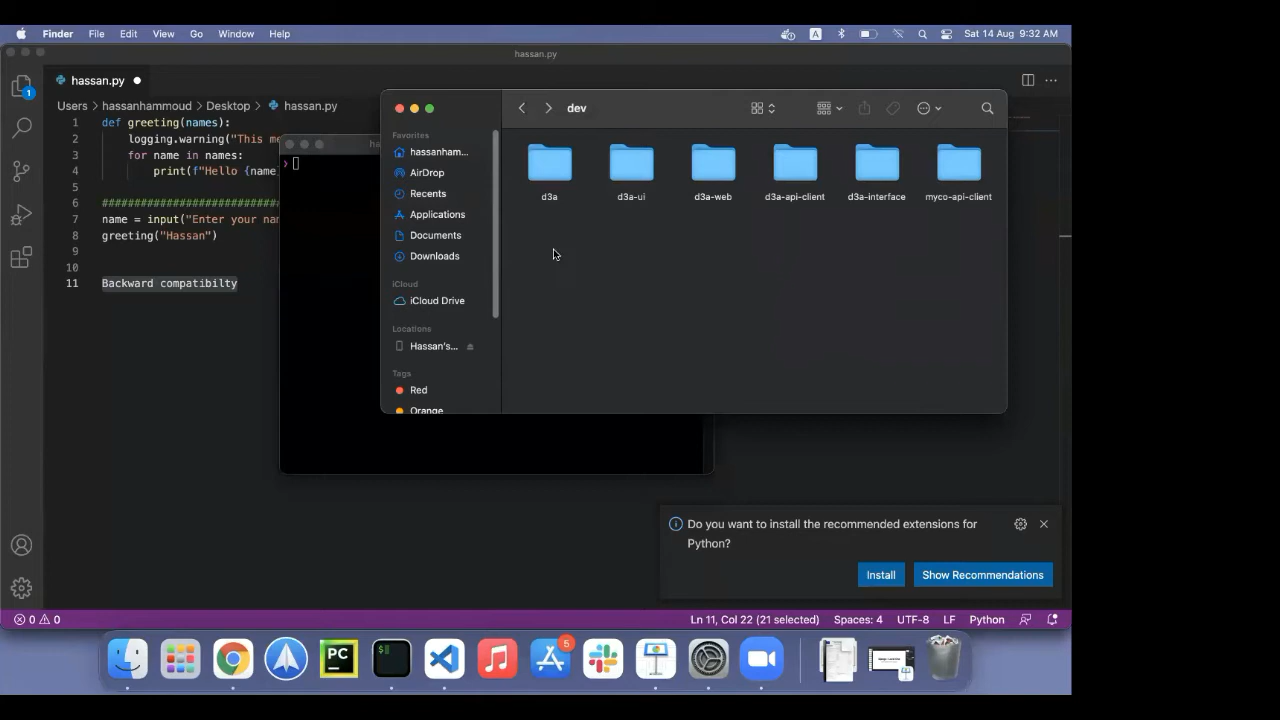 Finder File Edit View Go Window Help
A
Sat 14 Aug 9:32 AM
hassan.py
1
hassan.py
Users > hassanhammoud > Desktop > hassan.py
1 def greeting(names):
2 logging.warning("This me
3 for name in names:
4 print(f"Hello {name
5
6 ############################
7 name = input("Enter your nam
8 greeting("Hassan")
9
10
11 Backward compatibilty
ha
dev
Favorites
hassanham...
AirDrop
Recents
Applications
Documents
Downloads
iCloud
iCloud Drive
Locations
Hassan's...
Tags
Red
Orange
d3a d3a-ui d3a-web d3a-api-client d3a-interface myco-api-client
Do you want to install the recommended extensions for
Python?
Install Show Recommendations
0 0
Ln 11, Col 22 (21 selected) Spaces: 4 UTF-8 LF Python
PC
$
5